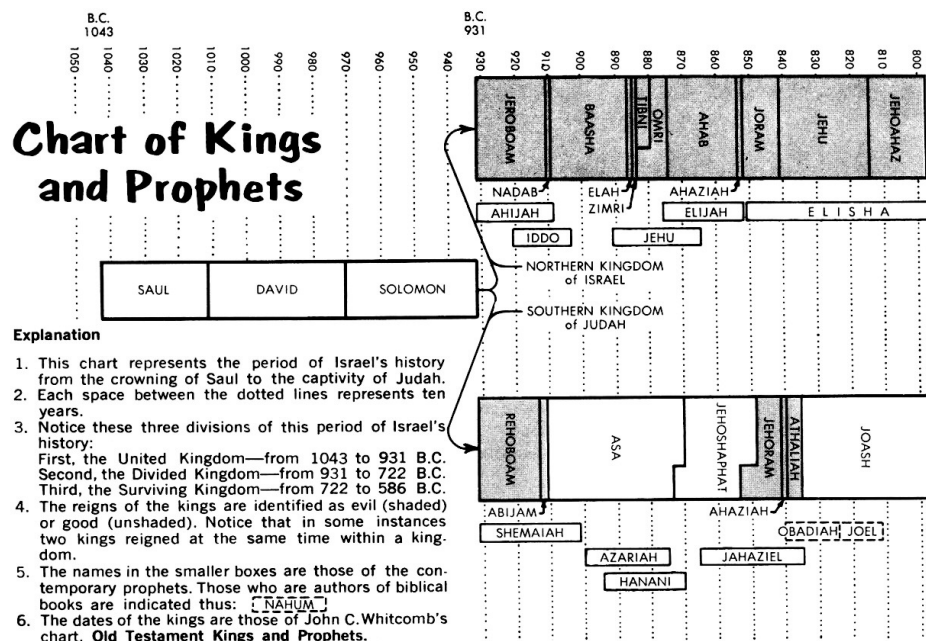 B.C.
1043
B.C.
931
1050
1040
1030
1020
1010
1000
990
980
970
960
950
940
930
920
910
900
890
880
870
860
850
840
830
820
810
800
Chart of Kings
and Prophets
JEROBOAM
BAASHA
TIBNI
OMRI
AHAB
JORAM
JEHU
JEHOAHAZ
NADAB
ELAH
ZIMRI
AHAZIAH
AHIJAH
ELIJAH
ELISHA
IDDO
JEHU
NORTHERN KINGDOM
of ISRAEL
SAUL
DAVID
SOLOMON
SOUTHERN KINGDOM
of JUDAH
REHOBOAM
ASA
JEHOSHAPHAT
JEHORAM
ATHALIAH
JOASH
ABIJAM
AHAZIAH
SHEMAIAH
OBADIAH
JOEL
AZARIAH
JAHAZIEL
HANANI
Explanation
1. This chart represents the period of Israel's history
from the crowning of Saul to the captivity of Judah.
2. Each space between the dotted lines represents ten
years.
3. Notice these three divisions of this period of Israel's
history:
First, the United Kingdom—from 1043 to 931 B.C.
Second, the Divided Kingdom—from 931 to 722 B.C.
Third, the Surviving Kingdom—from 722 to 586 B.C.
4. The reigns of the kings are identified as evil (shaded)
or good (unshaded). Notice that in some instances
two kings reigned at the same time within a king-
dom.
5. The names in the smaller boxes are those of the con-
temporary prophets. Those who are authors of biblical
books are indicated thus: NAHUM
6. The dates of the kings are those of John C. Whitcomb's
chart, Old Testament Kings and Prophets.